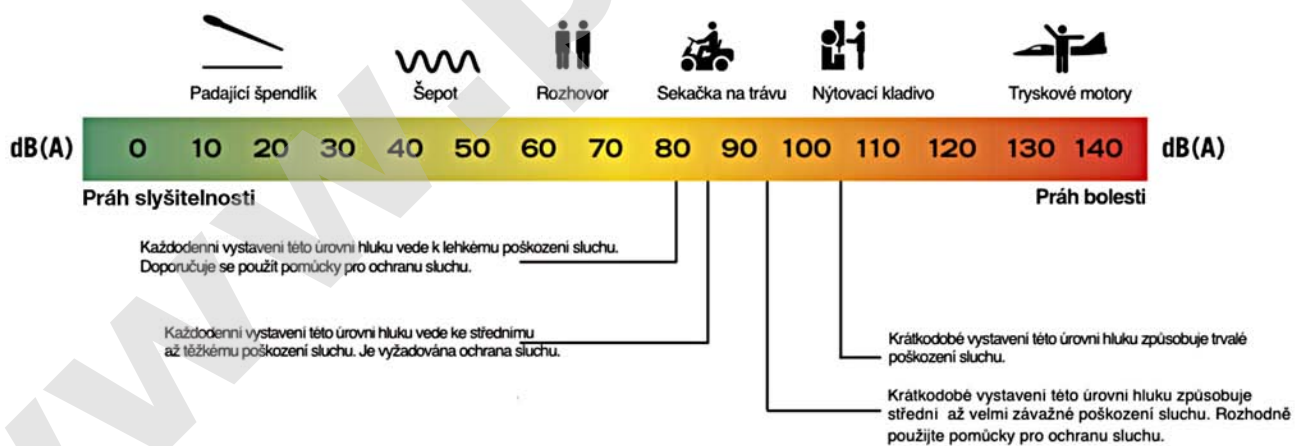 Padající špendlík
Šepot
Rozhovor
Sekačka na trávu
Nýtovací kladivo
Tryskové motory
dB(A) 0 10 20 30 40 50 60 70 80 90 100 110 120 130 140 dB(A)
Práh slyšitelnosti
Práh bolesti
Každodenní vystavení této úrovni hluku vede k lehkému poškození sluchu.
Doporučuje se použít pomůcky pro ochranu sluchu.
Každodenní vystavení této úrovni hluku vede ke střednímu
až těžkému poškození sluchu. Je vyžadována ochrana sluchu.
Krátkodobé vystavení této úrovni hluku způsobuje trvalé
poškození sluchu.
Krátkodobé vystavení této úrovni hluku způsobuje
střední až velmi závažné poškození sluchu. Rozhodně
použijte pomůcky pro ochranu sluchu.
www.p